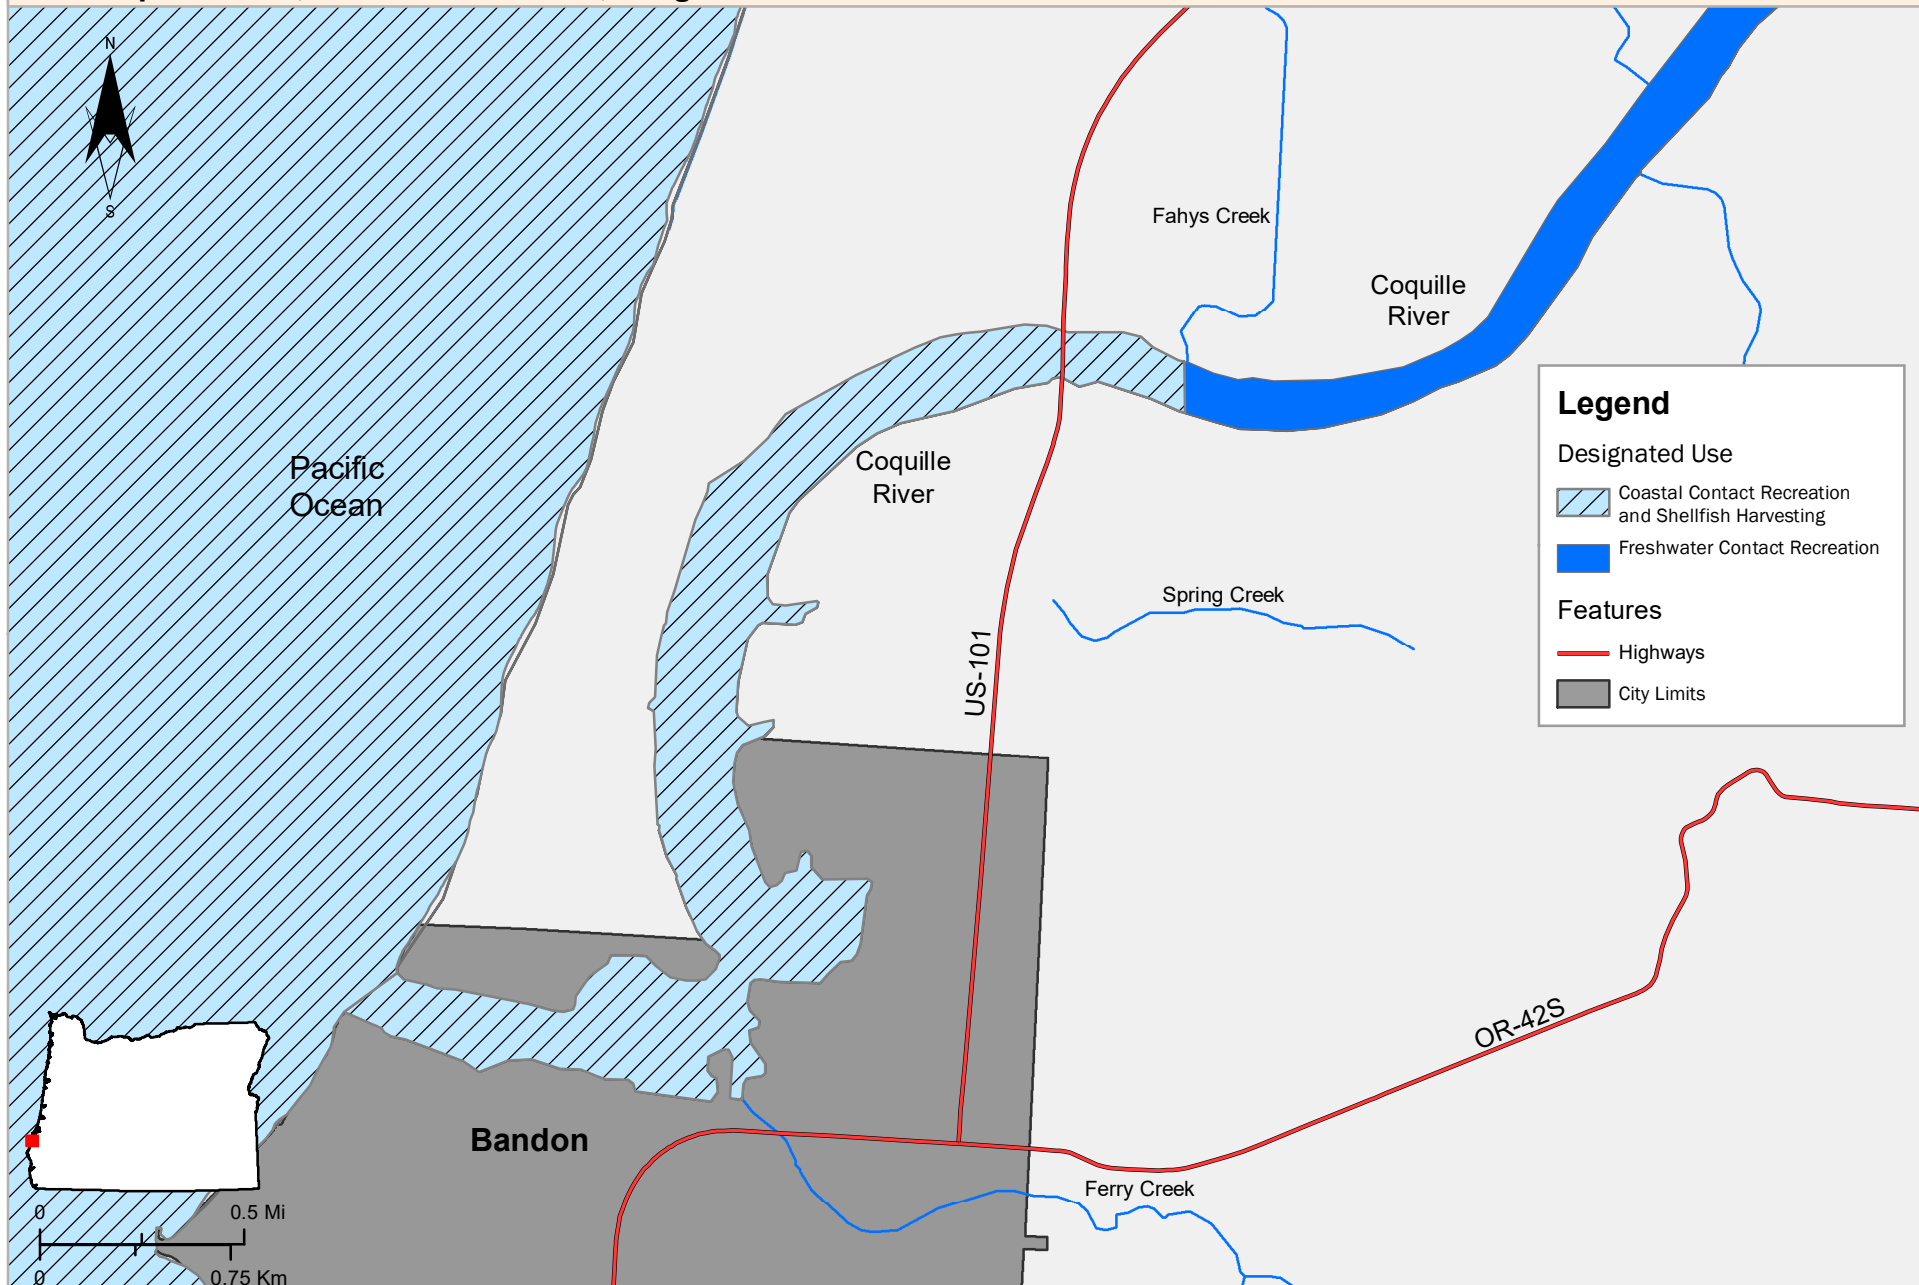 N
S
Fahys Creek
Coquille
River
Pacific
Ocean
Coquille
River
Legend
Designated Use
Coastal Contact Recreation
and Shellfish Harvesting
Freshwater Contact Recreation
Features
Highways
City Limits
Spring Creek
US-101
OR-42S
Bandon
Ferry Creek
0 0.5 Mi
0 0.75 Km